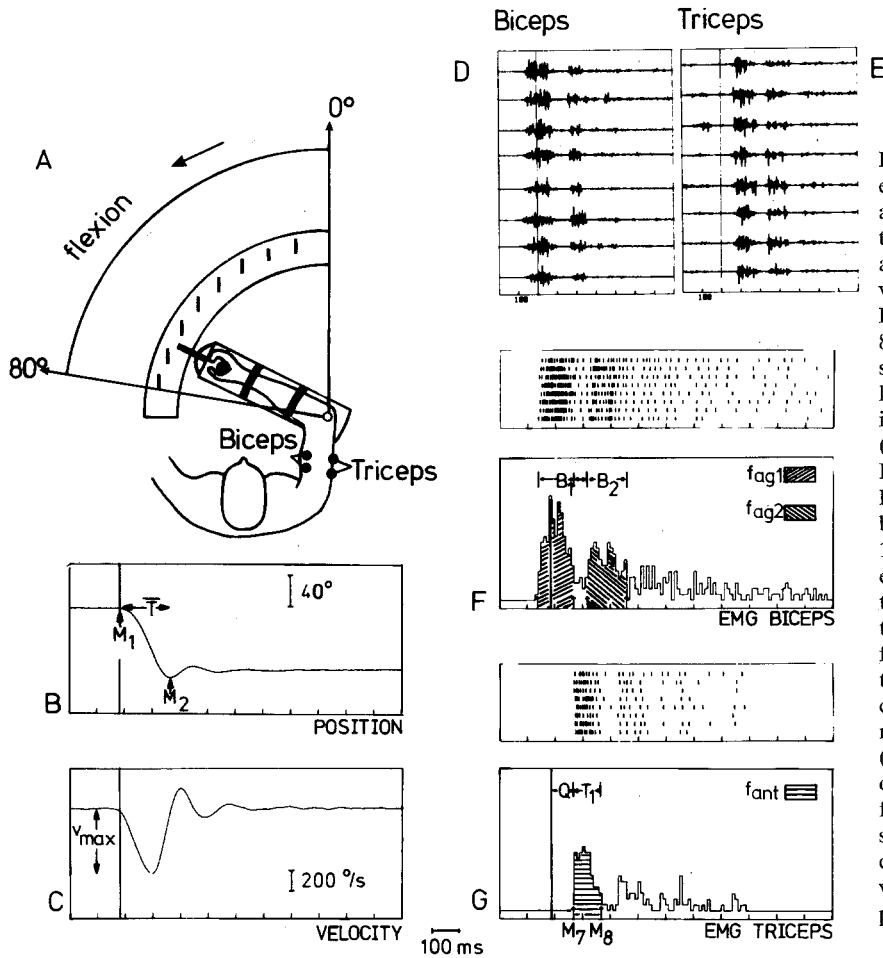 Biceps
Triceps
D
E
0°
A
flexion
80°
Biceps
Triceps
100
100
B₁
B₂
fag1
fag2
F
EMG BICEPS
40°
T̅
M₁
M₂
B
POSITION
Vmax
200 °/s
C
VELOCITY
100 ms
Q
T₁
fant
G
M₇ M₈
EMG TRICEPS